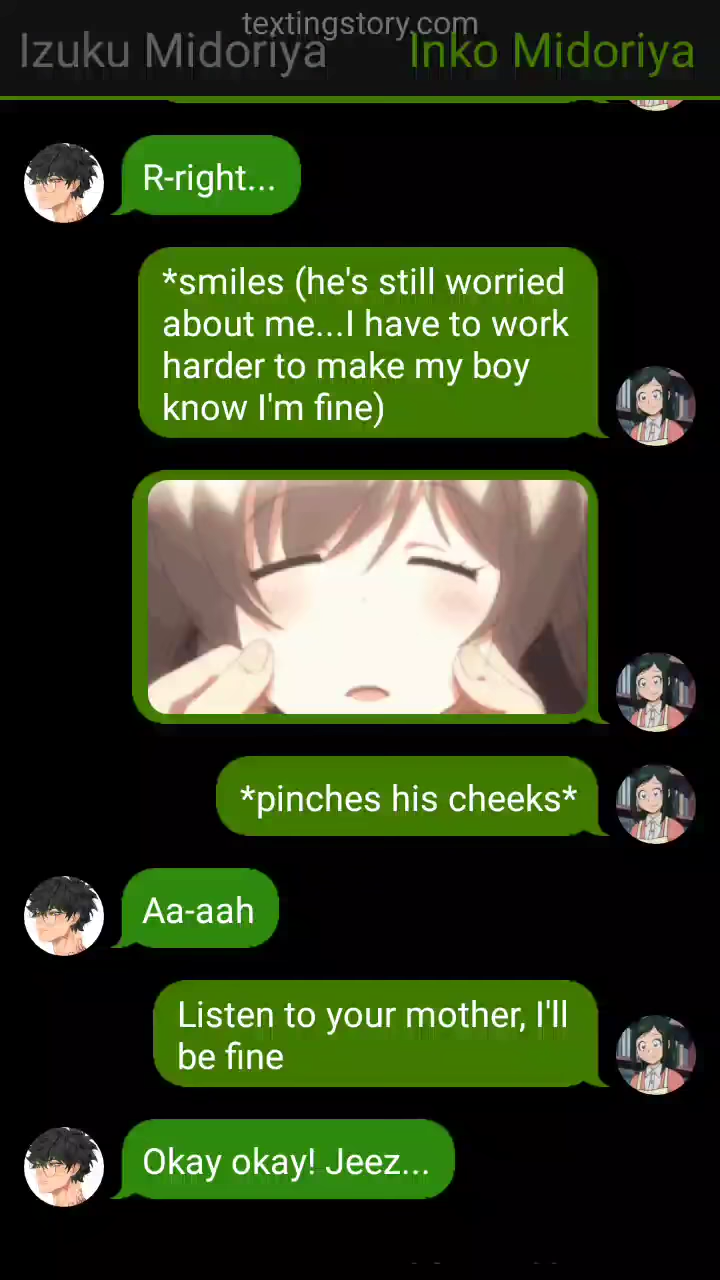 textingstory.com
Izuku Midoriya
Inko Midoriya
R-right...
*smiles (he's still worried
about me...I have to work
harder to make my boy
know I'm fine)
*pinches his cheeks*
Aa-aah
Listen to your mother, I'll
be fine
Okay okay! Jeez...